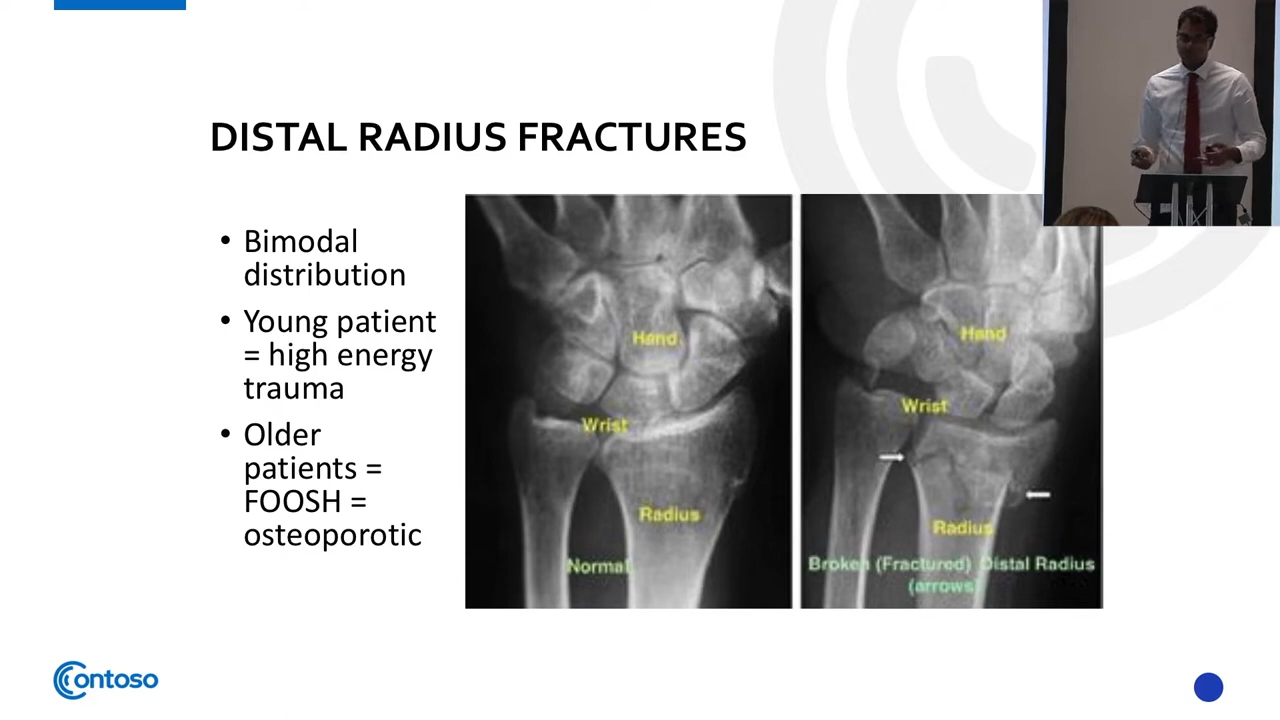 DISTAL RADIUS FRACTURES
• Bimodal
distribution
• Young patient
= high energy
trauma
• Older
patients =
FOOSH =
osteoporotic
Hand
Wrist
Radius
Normal
Hand
Wrist
Radius
Broken (Fractured) Distal Radius
(arrows)
Contoso